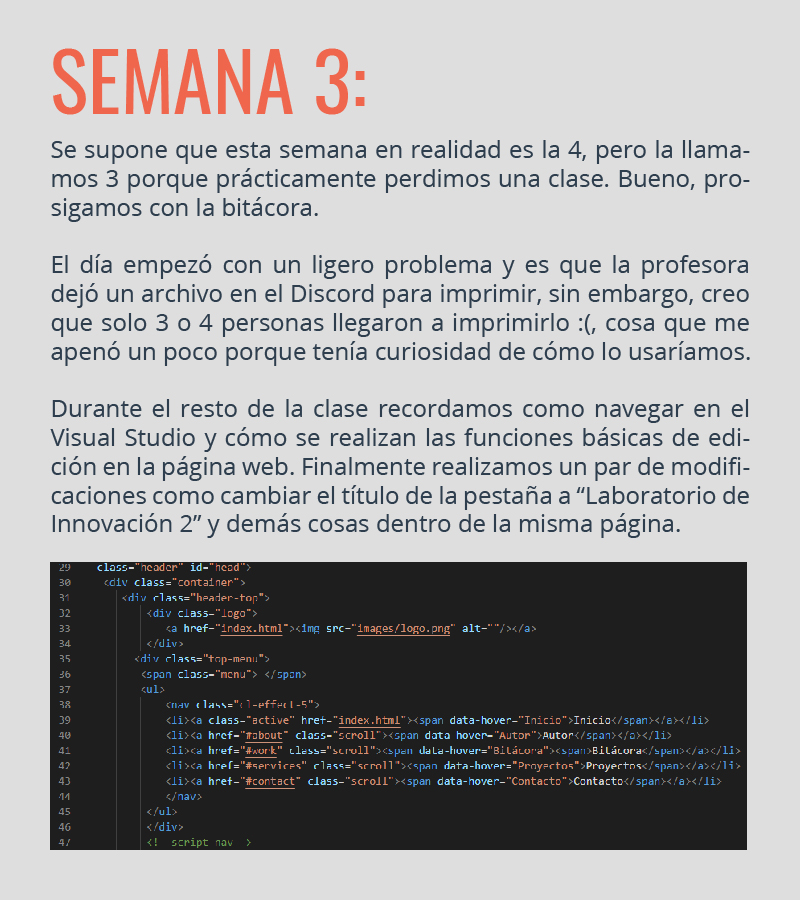 SEMANA 3:
Se supone que esta semana en realidad es la 4, pero la llama-
mos 3 porque prácticamente perdimos una clase. Bueno, pro-
sigamos con la bitácora.
El día empezó con un ligero problema y es que la profesora
dejó un archivo en el Discord para imprimir, sin embargo, creo
que solo 3 o 4 personas llegaron a imprimirlo :(, cosa que me
apenó un poco porque tenía curiosidad de cómo lo usaríamos.
Durante el resto de la clase recordamos como navegar en el
Visual Studio y cómo se realizan las funciones básicas de edi-
ción en la página web. Finalmente realizamos un par de modifi-
caciones como cambiar el título de la pestaña a “Laboratorio de
Innovación 2” y demás cosas dentro de la misma página.
29 class="header" id="head">
30 <div class="container">
31 <div class="header-top">
32 <div class="logo">
33 <a href="index.html"><img src="images/logo.png" alt=""/></a>
34 </div>
35 <div class="top-menu">
36 <span class="menu"> </span>
37 <ul>
38 <nav class="cl-effect-5">
39 <li><a class="active" href="index.html"><span data-hover="Inicio">Inicio</span></a></li>
40 <li><a href="#about" class="scroll"><span data-hover="Autor">Autor</span></a></li>
41 <li><a href="#work" class="scroll"><span data-hover="Bitácora"><span>Bitácora</span></a></li>
42 <li><a href="#services" class="scroll"><span data-hover="Proyectos">Proyectos</span></a></li>
43 <li><a href="#contact" class="scroll"><span data-hover="Contacto">Contacto</span></a></li>
44 </nav>
45 </ul>
46 </div>
47 <!-- script-nav -->